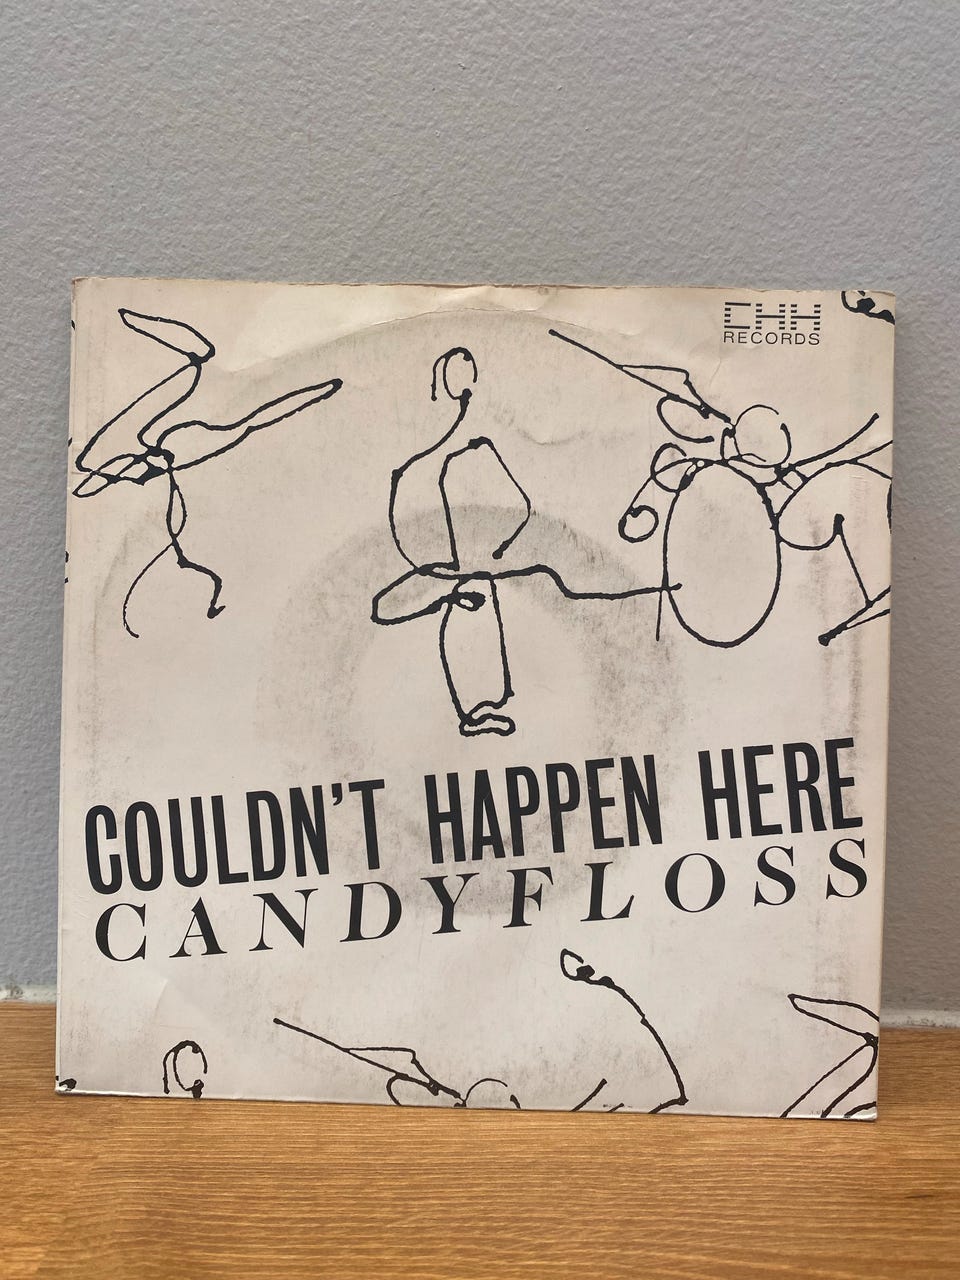 CHH
RECORDS
COULDN'T HAPPEN HERE
CANDYFLOSS